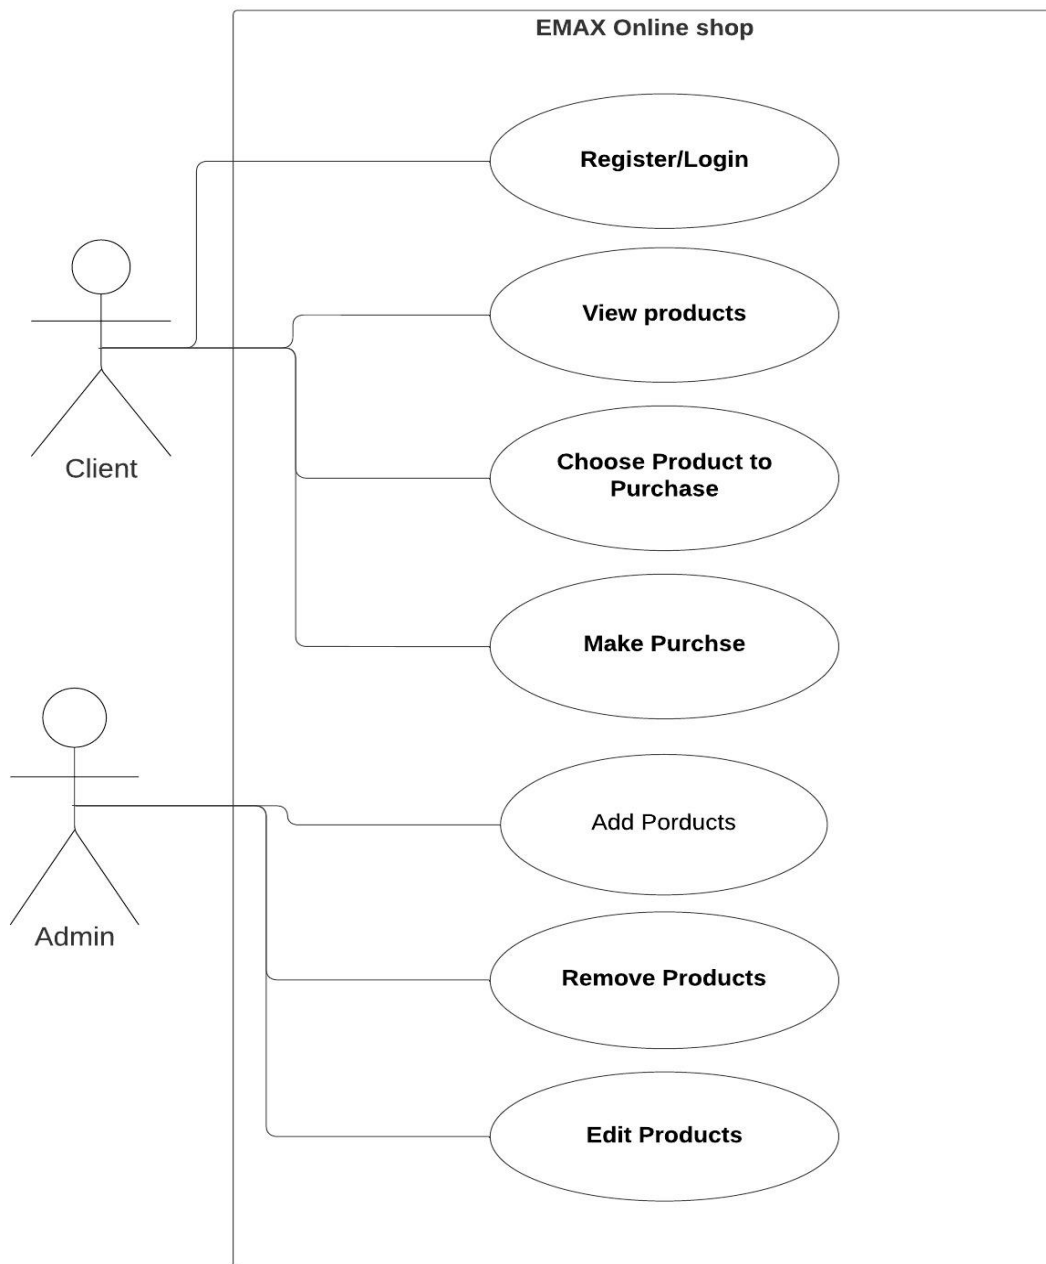 EMAX Online shop
Register/Login
View products
Client
Choose Product to
Purchase
Make Purchse
Add Porducts
Admin
Remove Products
Edit Products